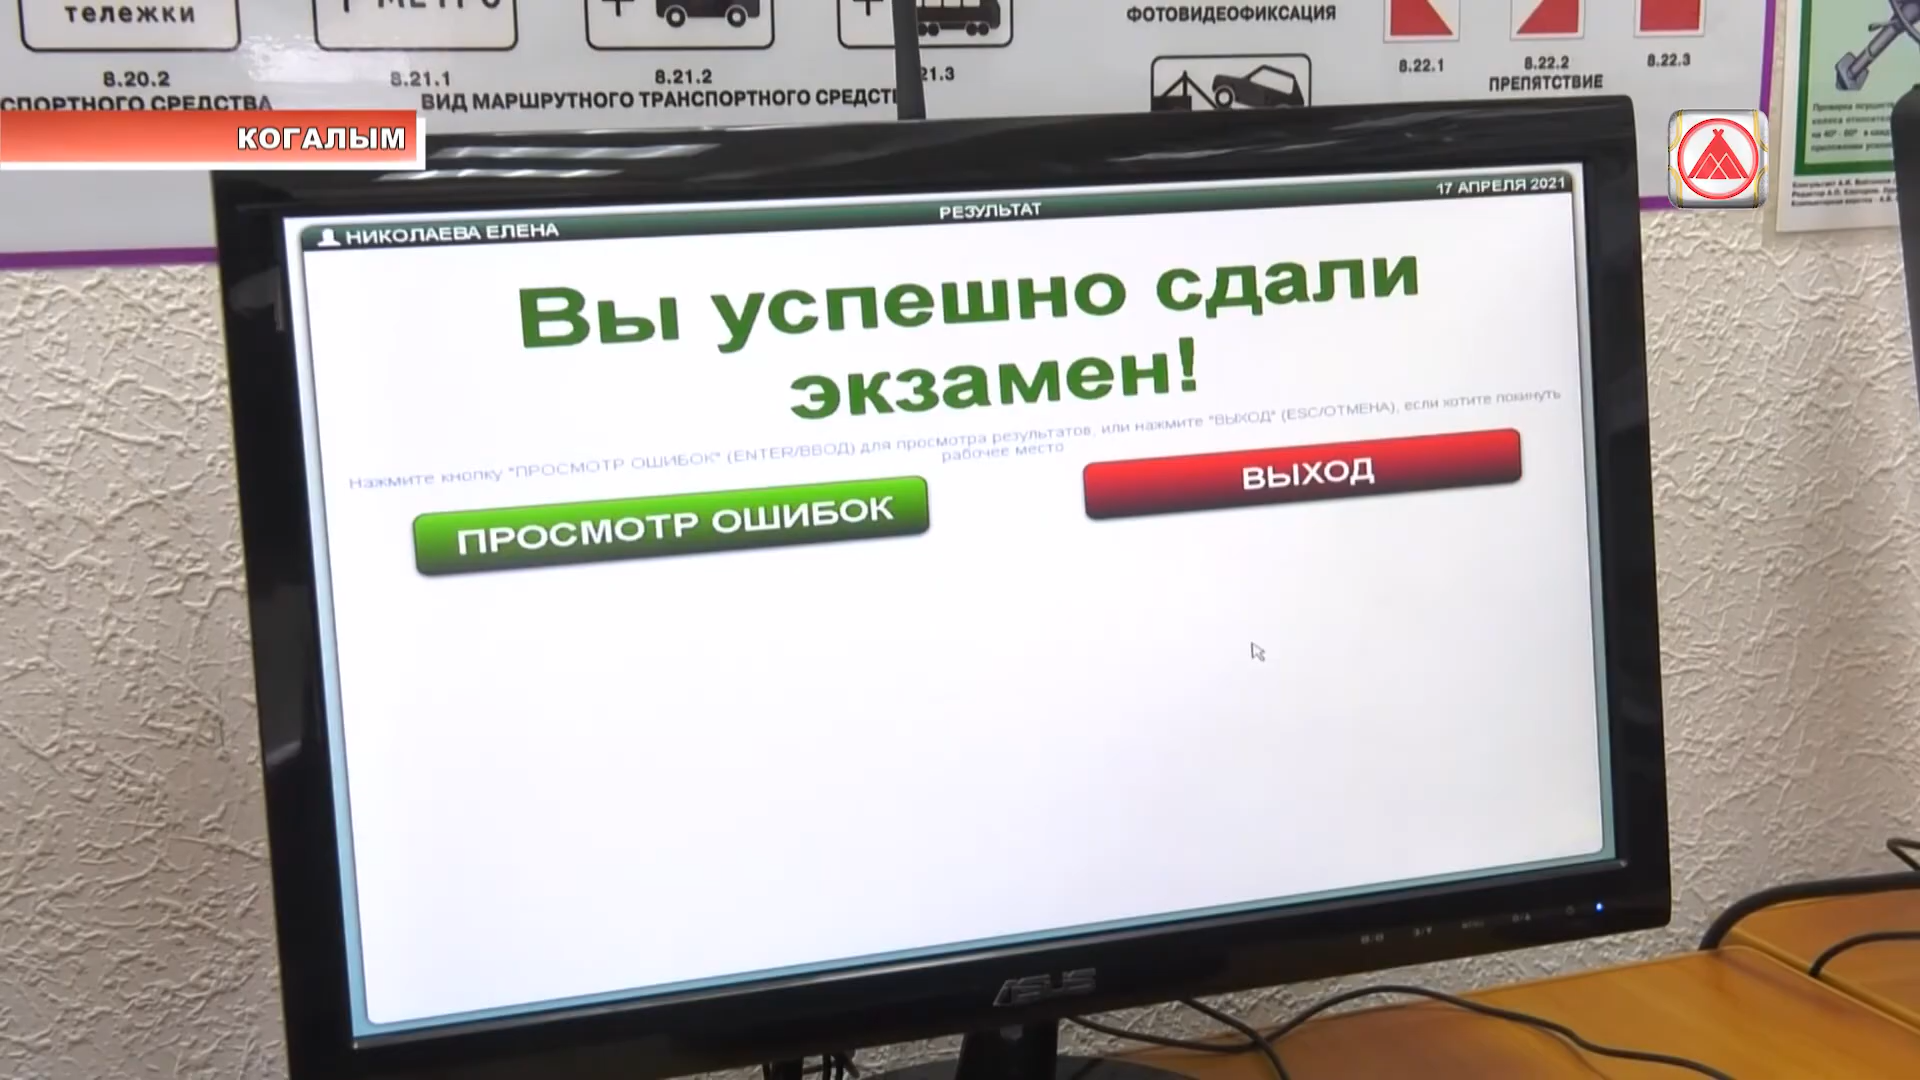 тележки
8.20.2
8.21.1
8.21.2
21.3
ФОТОВИДЕОФИКСАЦИЯ
8.22.1
8.22.2
8.22.3
ПРЕПЯТСТВИЕ
СПОРТНОГО СРЕДСТВА
ВИД МАРШРУТНОГО ТРАНСПОРТНОГО СРЕДСТ
КОГАЛЫМ
НИКОЛАЕВА ЕЛЕНА
РЕЗУЛЬТАТ
17 АПРЕЛЯ 2021
Вы успешно сдали
экзамен!
Нажмите кнопку "ПРОСМОТР ОШИБОК" (ENTER/ВВОД) для просмотра результатов, или нажмите "ВЫХОД" (ESC/ОТМЕНА), если хотите покинуть
рабочее место
ПРОСМОТР ОШИБОК
ВЫХОД
ASUS